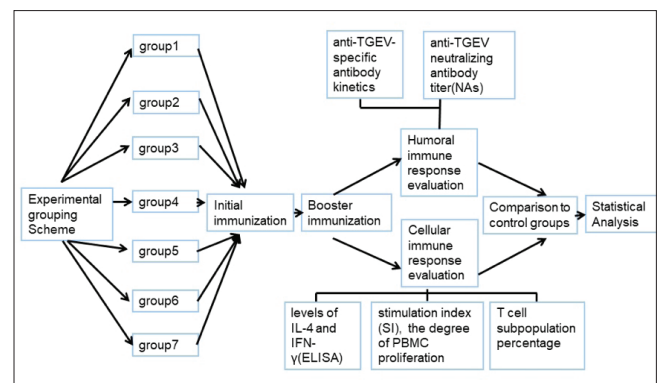 group1
group2
group3
group4
group5
group6
group7
Experimental
grouping
Scheme
Initial
immunization
Booster
immunization
anti-TGEV-
specific
antibody
kinetics
anti-TGEV
neutralizing
antibody
titer(NAs)
Humoral
immune
response
evaluation
Cellular
immune
response
evaluation
levels of
IL-4 and
IFN-
γ(ELISA)
stimulation index
(SI), the degree
of PBMC
proliferation
T cell
subpopulation
percentage
Comparison to
control groups
Statistical
Analysis